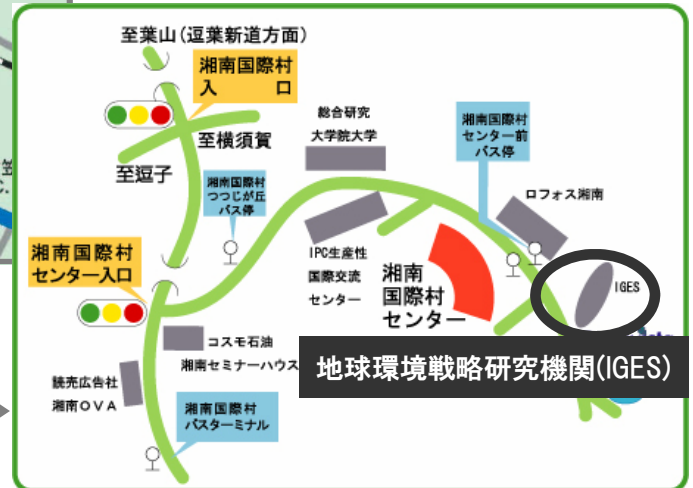 至葉山(逗葉新道方面)
湘南国際村
入 口
至横須賀
至逗子
湘南国際村
つつじが丘
バス停
総合研究
大学院大学
湘南国際村
センター前
バス停
ロフォス湘南
IPC生産性
国際交流
センター
湘南
国際村
センター
IGES
湘南国際村
センター入口
コスモ石油
湘南セミナーハウス
地球環境戦略研究機関(IGES)
読売広告社
湘南OVA
湘南国際村
バスターミナル